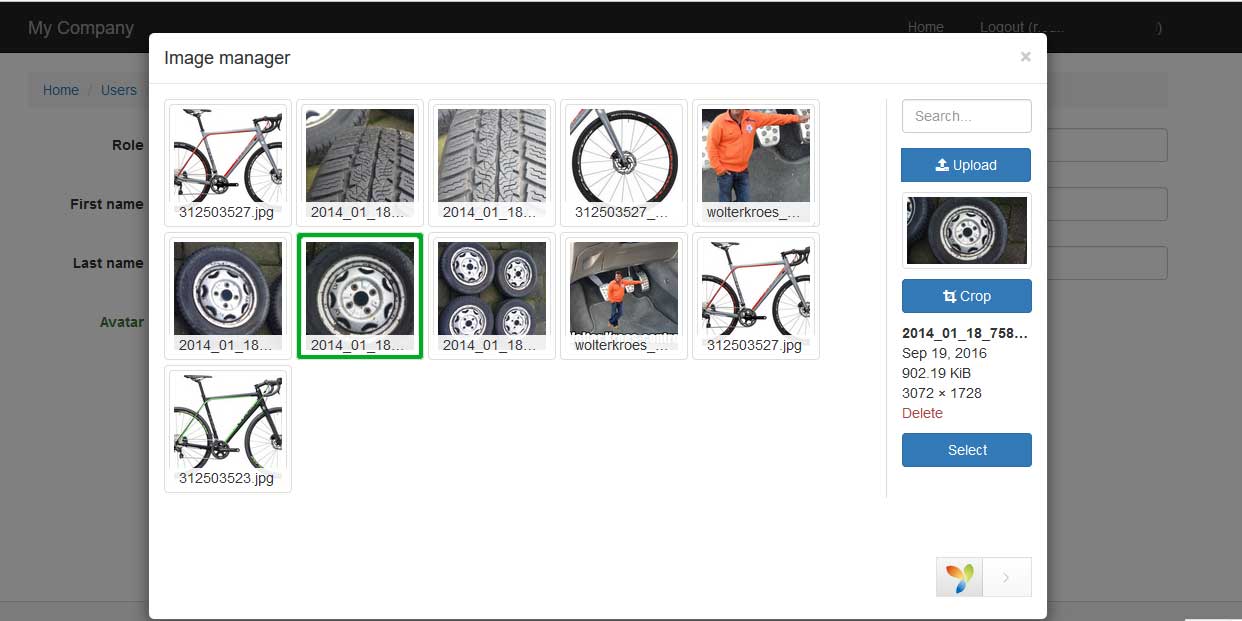 My Company
Home
Logout (r
)
Image manager
×
Home / Users
Role
First name
Last name
Avatar
312503527.jpg
2014_01_18...
2014_01_18...
312503527_...
wolterkroes_...
2014_01_18...
2014_01_18...
2014_01_18...
wolterkroes_...
312503527.jpg
312503523.jpg
Search...
Upload
Crop
2014_01_18_758...
Sep 19, 2016
902.19 KiB
3072 × 1728
Delete
Select